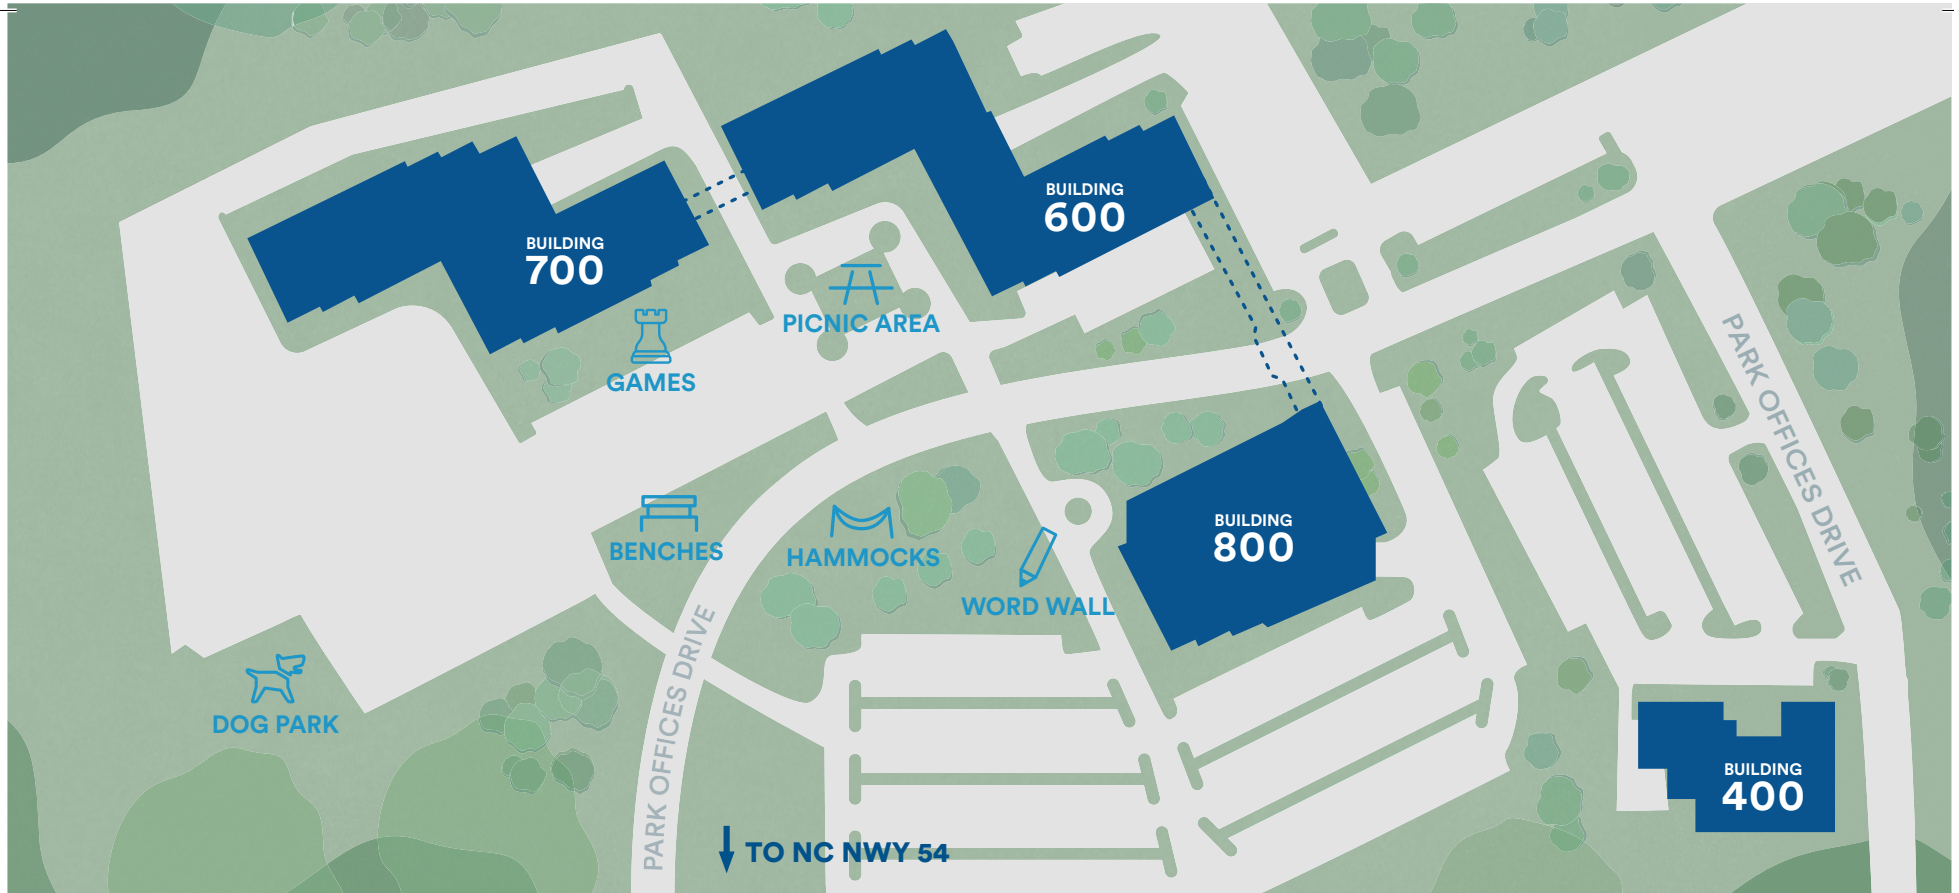 BUILDING
600
BUILDING
700
PICNIC AREA
GAMES
PARK OFFICES DRIVE
BUILDING
800
BENCHES
HAMMOCKS
WORD WALL
PARK OFFICES DRIVE
DOG PARK
BUILDING
400
TO NC NWY 54